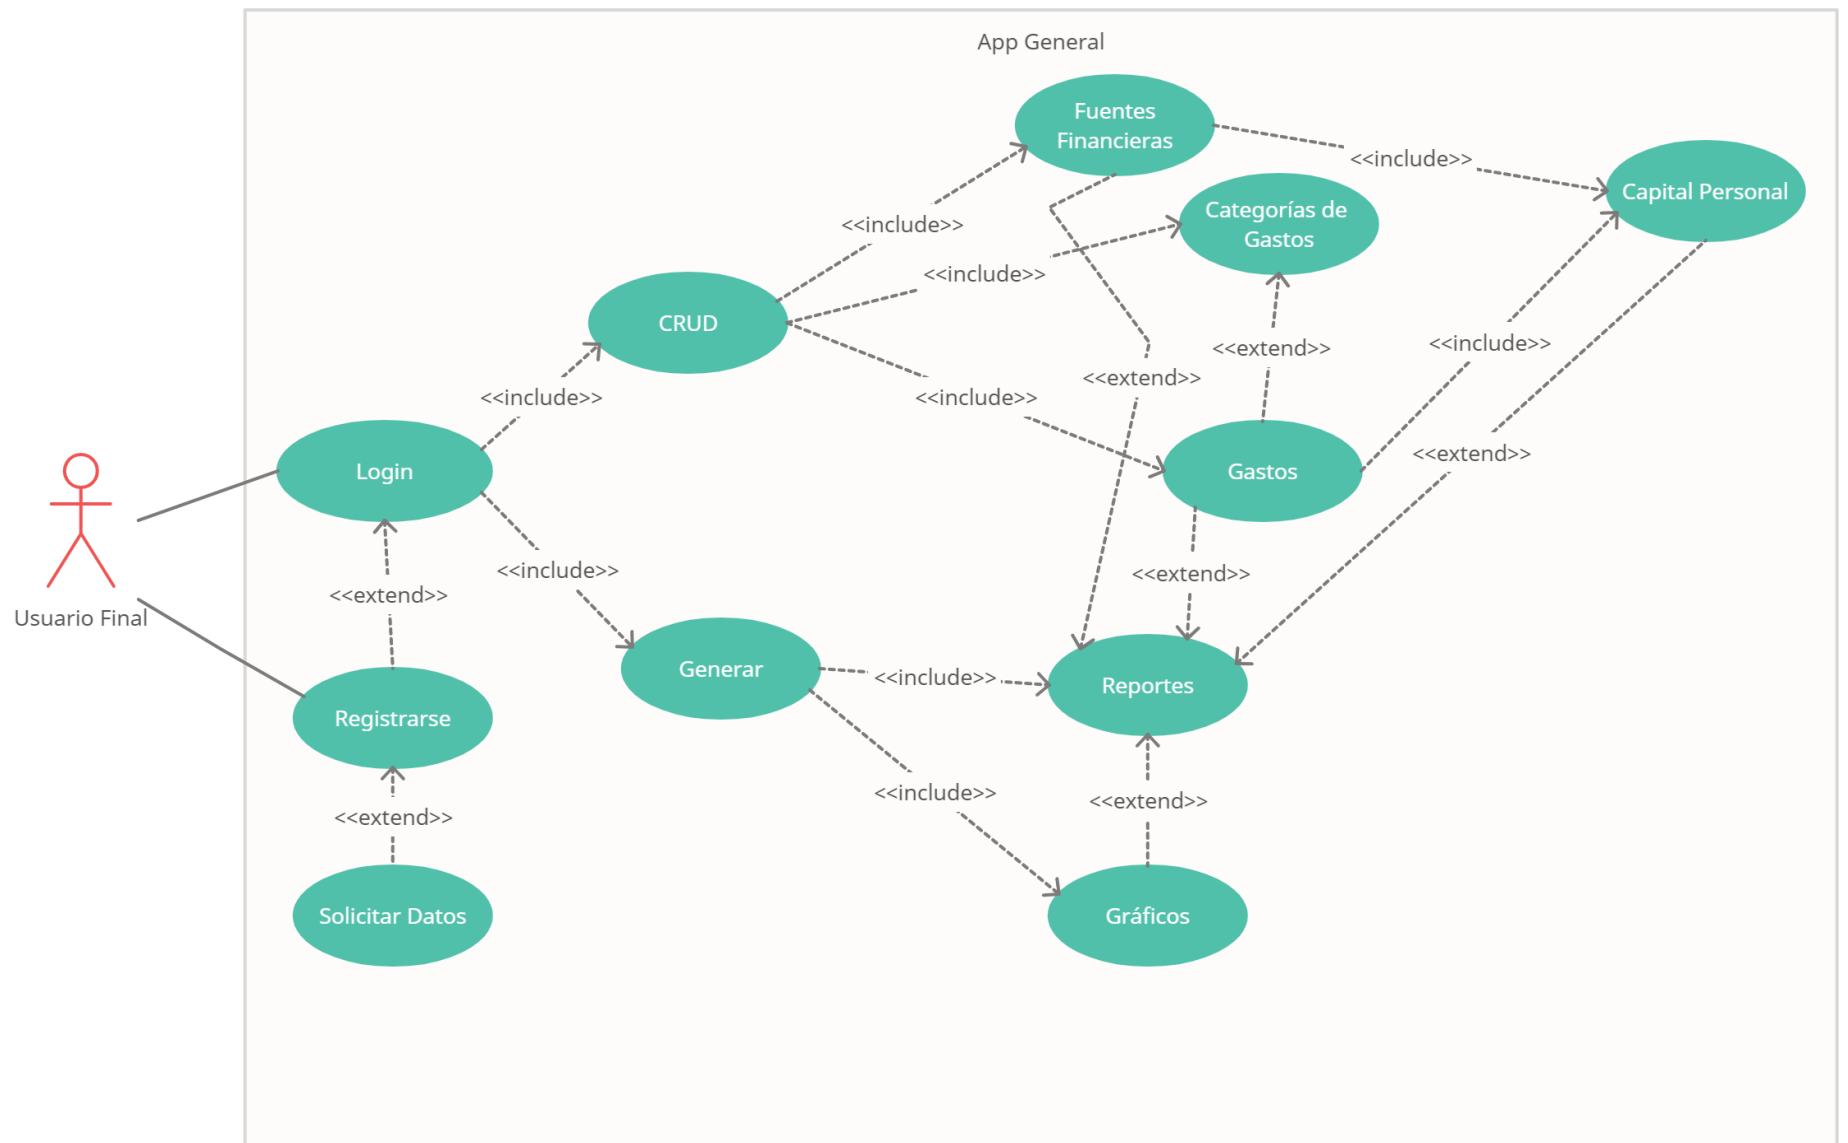 App General
Fuentes
Financieras
<<include>>
Capital Personal
Categorías de
Gastos
<<include>>
<<include>>
CRUD
<<include>>
<<extend>>
<<extend>>
<<include>>
<<include>>
<<extend>>
Login
Gastos
<<include>>
<<extend>>
<<extend>>
Usuario Final
Generar
<<include>>
Reportes
Registrarse
<<include>>
<<extend>>
<<extend>>
Solicitar Datos
Gráficos